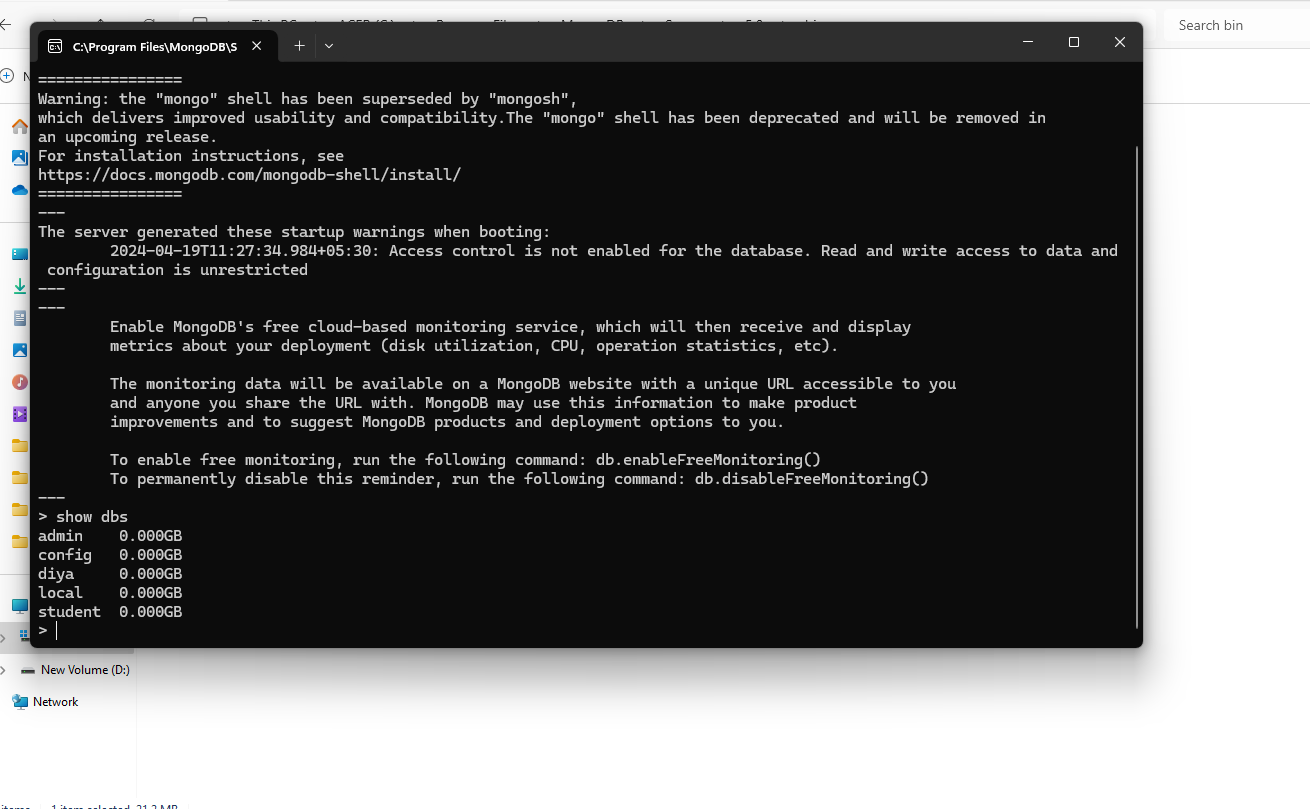 Search bin
C:\Program Files\MongoDB\S
================
Warning: the "mongo" shell has been superseded by "mongosh",
which delivers improved usability and compatibility.The "mongo" shell has been deprecated and will be removed in
an upcoming release.
For installation instructions, see
https://docs.mongodb.com/mongodb-shell/install/
================
---
The server generated these startup warnings when booting:
2024-04-19T11:27:34.984+05:30: Access control is not enabled for the database. Read and write access to data and
configuration is unrestricted
---
---
Enable MongoDB's free cloud-based monitoring service, which will then receive and display
metrics about your deployment (disk utilization, CPU, operation statistics, etc).
The monitoring data will be available on a MongoDB website with a unique URL accessible to you
and anyone you share the URL with. MongoDB may use this information to make product
improvements and to suggest MongoDB products and deployment options to you.
To enable free monitoring, run the following command: db.enableFreeMonitoring()
To permanently disable this reminder, run the following command: db.disableFreeMonitoring()
---
> show dbs
admin 0.000GB
config 0.000GB
diya 0.000GB
local 0.000GB
student 0.000GB
>
New Volume (D:)
Network